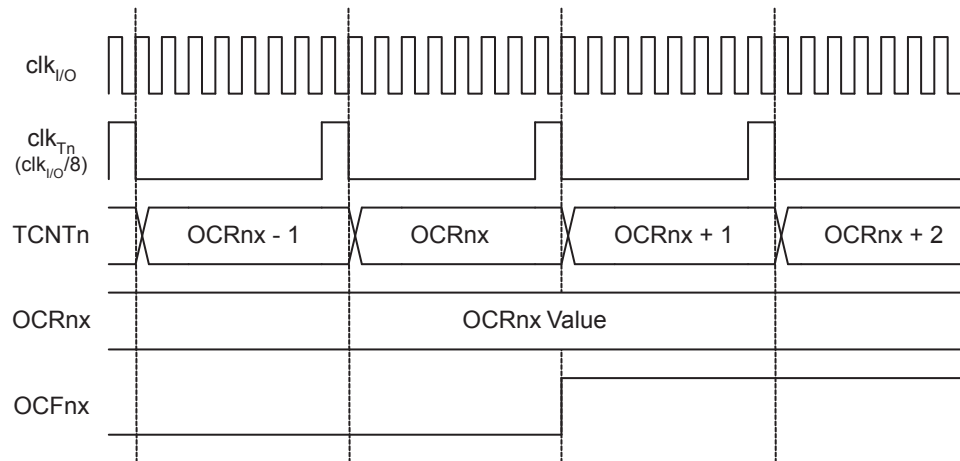 clkI/O
clkTn
(clkI/O/8)
TCNTn OCRnx - 1 OCRnx OCRnx + 1 OCRnx + 2
OCRnx OCRnx Value
OCFnx